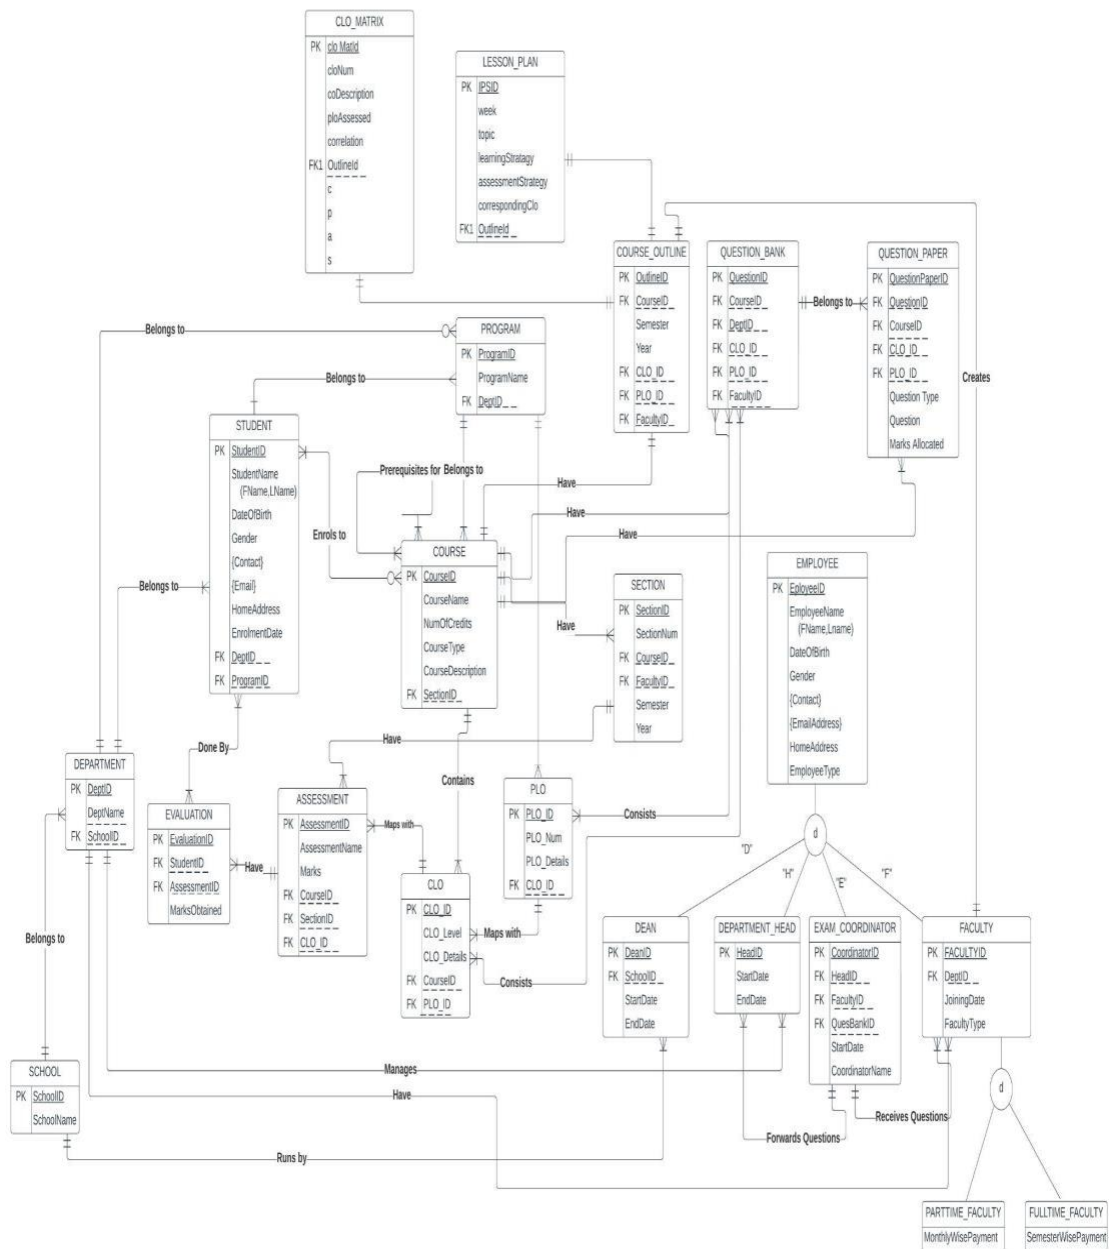 CLO_MATRIX
PK clo MatId
cloNum
coDescription
ploAssessed
correlation
FK1 OutlineId
c
p
a
s
LESSON_PLAN
PK lPSID
week
topic
learningStratagy
assessmentStrategy
correspondingClo
FK1 OutlineId
COURSE_OUTLINE
PK OutlineID
FK CourseID
Semester
Year
FK CLO_ID
FK PLO_ID
FK FacultyID
QUESTION_BANK
PK QuestionID
FK CourseID
FK DeptID
FK CLO_ID
FK PLO_ID
FK FacultyID
Belongs to
QUESTION_PAPER
PK QuestionPaperID
FK QuestionID
FK CourseID
FK CLO_ID
FK PLO_ID
Question Type
Question
Marks Allocated
Creates
Belongs to
PROGRAM
PK ProgramID
ProgramName
FK DeptID
Belongs to
STUDENT
PK StudentID
StudentName
(FName,LName)
DateOfBirth
Gender
{Contact}
{Email}
HomeAddress
EnrolmentDate
FK DeptID
FK ProgramID
Prerequisites for
Belongs to
Have
Have
Have
Enrols to
Belongs to
COURSE
PK CourseID
CourseName
NumOfCredits
CourseType
CourseDescription
FK SectionID
Have
SECTION
PK SectionID
SectionNum
FK CourseID
FK FacultyID
Semester
Year
EMPLOYEE
PK EployeeID
EmployeeName
(FName,Lname)
DateOfBirth
Gender
{Contact}
{EmailAddress}
HomeAddress
EmployeeType
Done By
Have
Contains
DEPARTMENT
PK DeptID
DeptName
FK SchoolID
EVALUATION
PK EvaluationID
FK StudentID
FK AssessmentID
MarksObtained
Have
ASSESSMENT
PK AssessmentID
AssessmentName
Marks
FK CourseID
FK SectionID
FK CLO_ID
Maps with
PLO
PK PLO_ID
PLO_Num
PLO_Details
FK CLO_ID
Consists
CLO
PK CLO_ID
CLO_Level
CLO_Details
FK CourseID
FK PLO_ID
Maps with
Consists
d
"D"
"H"
"E"
"F"
DEAN
PK DeanID
FK SchoolID
StartDate
EndDate
DEPARTMENT_HEAD
PK HeadID
StartDate
EndDate
EXAM_COORDINATOR
PK CoordinatorID
FK HeadID
FK FacultyID
FK QuesBankID
StartDate
CoordinatorName
FACULTY
PK FACULTYID
FK DeptID
JoiningDate
FacultyType
Belongs to
SCHOOL
PK SchoolID
SchoolName
Manages
Have
Runs by
Receives Questions
Forwards Questions
d
PARTTIME_FACULTY
MonthlyWisePayment
FULLTIME_FACULTY
SemesterWisePayment